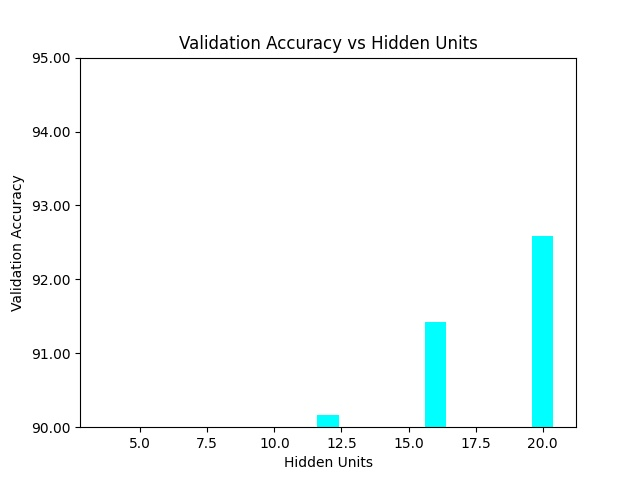 Validation Accuracy vs Hidden Units
95.00
94.00
93.00
92.00
91.00
90.00
Validation Accuracy
5.0 7.5 10.0 12.5 15.0 17.5 20.0
Hidden Units